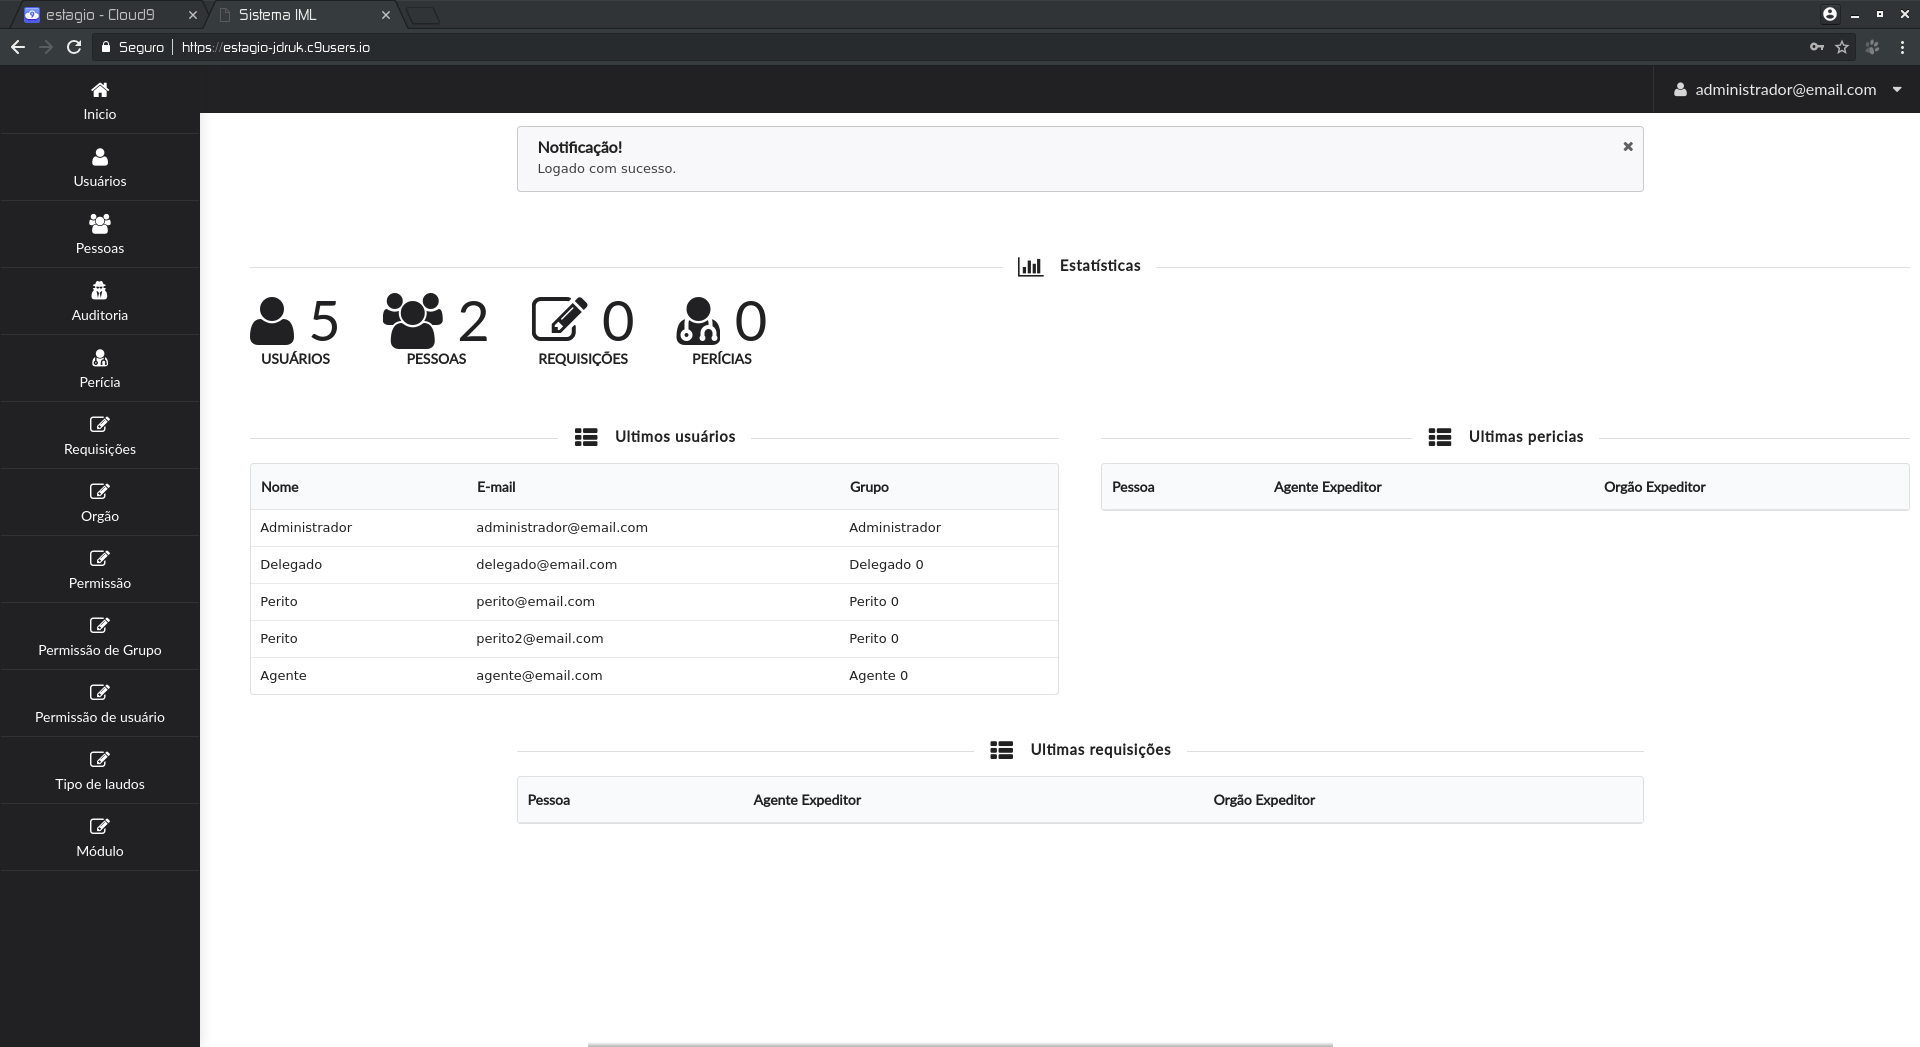 estagio - Cloud9
Sistema IML
Seguro
https://estagio-jdruk.c9users.io
administrador@email.com
Inicio
Usuários
Pessoas
Auditoria
Perícia
Requisições
Orgão
Permissão
Permissão de Grupo
Permissão de usuário
Tipo de laudos
Módulo
Notificação!
Logado com sucesso.
Estatísticas
5 2 0 0
USUÁRIOS PESSOAS REQUISIÇÕES PERÍCIAS
Ultimos usuários
Nome E-mail Grupo
Administrador administrador@email.com Administrador
Delegado delegado@email.com Delegado 0
Perito perito@email.com Perito 0
Perito perito2@email.com Perito 0
Agente agente@email.com Agente 0
Ultimas pericias
Pessoa Agente Expeditor Orgão Expeditor
Ultimas requisições
Pessoa Agente Expeditor Orgão Expeditor